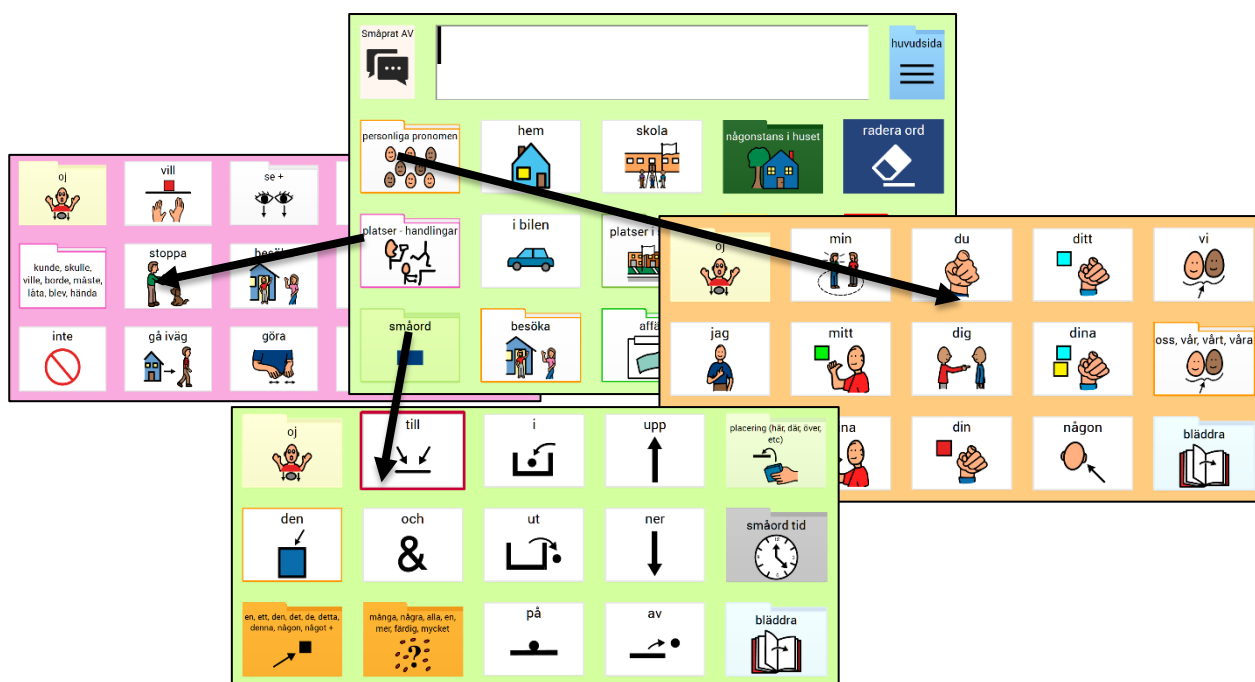 Småprat AV
huvudsida
personliga pronomen
hem
skola
någonstans i huset
radera ord
platser - handlingar
i bilen
platser i
småord
besöka
affä
oj
vill
se +
kunde, skulle,
ville, borde, måste,
låta, blev, hända
stoppa
inte
gå iväg
göra
oj
min
du
ditt
vi
jag
mitt
dig
dina
oss, vår, vårt, våra
na
din
någon
bläddra
oj
till
i
upp
placering (här, där, över,
etc)
den
och
&
ut
ner
småord tid
en, ett, den, det, de, detta,
denna, någon, något +
många, några, alla, en,
mer, färdig, mycket
?
på
av
bläddra